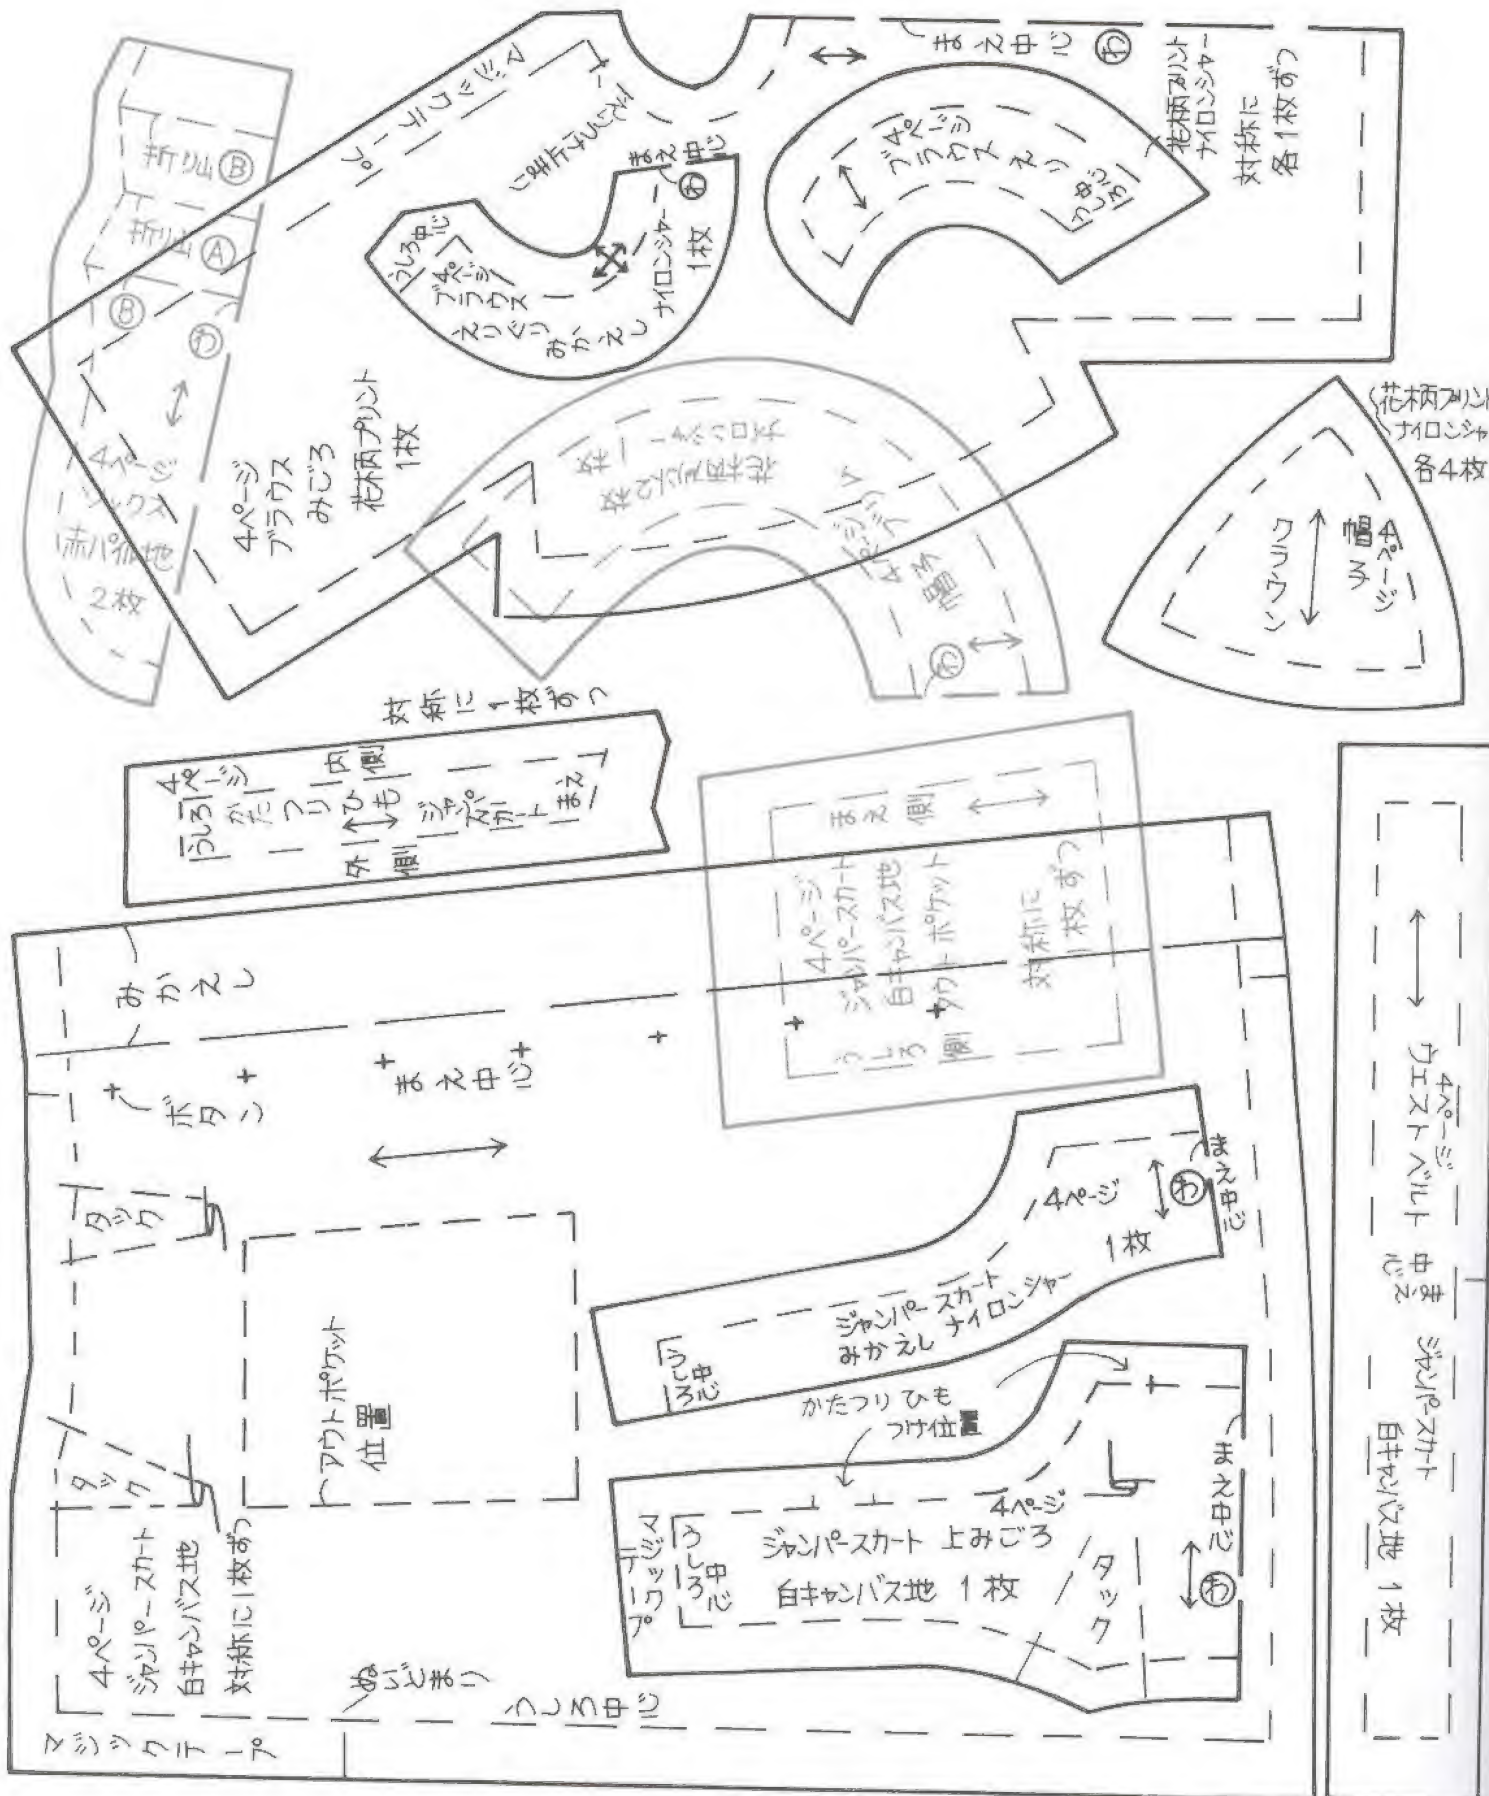 折り山 Ⓑ
折り山 Ⓐ
Ⓑ
わ
4ページ
ソックス
赤パイル地
2枚
マジックテープ
まえ中心
わ
4ページ
ブラウス
みごろ
花柄プリント
1枚
うしろ中心
4ページ
ブラウス
えりぐり
みかえし
ナイロンシャー
1枚
まえ中心
わ
4ページ
ブラウス えり
うしろ
中心
花柄プリント
ナイロンシャー
対称に
各1枚ずつ
花柄プリント2枚
4ページ
帽子
わ
花柄プリント
ナイロンシャ
各4枚
4ページ
帽子
クラウン
対称に1枚ずつ
4ページ
うしろ
かたつりひも
内側
外側
ジャンパースカート
まえ
まえ側
4ページ
ジャンパースカート
白キャンバス地
アウトポケット
対称に
1枚ずつ
うしろ側
みかえし
ボタン
まえ中心
タック
タック
アウトポケット
位置
4ページ
ジャンパースカート
白キャンバス地
対称に1枚ずつ
ぬいどまり
うしろ中心
マジックテープ
4ページ
わ
まえ中心
1枚
ジャンパースカート
みかえし ナイロンシャー
うしろ
中心
かたつりひも
つけ位置
4ページ
マジック
テープ
うしろ
中心
ジャンパースカート 上みごろ
白キャンバス地 1枚
タック
まえ中心
わ
4ページ
ウエストベルト
まえ
中心
ジャンパースカート
白キャンバス地 1枚